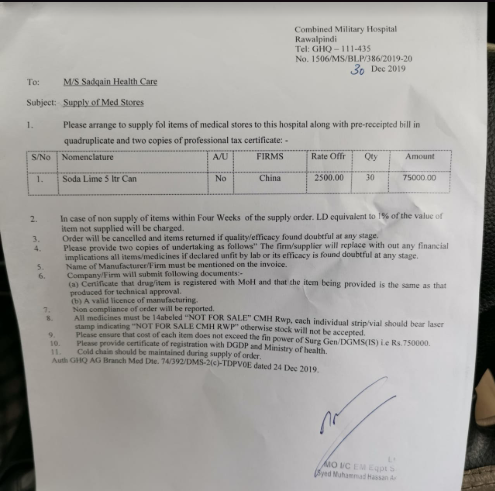 Combined Military Hospital
Rawalpindi
Tel: GHQ – 111-435
No. 1506/MS/BLP/386/2019-20
30 Dec 2019
To: M/S Sadqain Health Care
Subject: Supply of Med Stores
1. Please arrange to supply fol items of medical stores to this hospital along with pre-receipted bill in
quadruplicate and two copies of professional tax certificate: -
S/No Nomenclature A/U FIRMS Rate Offr Qty Amount
1. Soda Lime 5 ltr Can No China 2500.00 30 75000.00
2. In case of non supply of items within Four Weeks of the supply order. LD equivalent to 1% of the value of
item not supplied will be charged.
3. Order will be cancelled and items returned if quality/efficacy found doubtful at any stage.
4. Please provide two copies of undertaking as follows" The firm/supplier will replace with out any financial
implications all items/medicines if declared unfit by lab or its efficacy is found doubtful at any stage.
5. Name of Manufacturer/Firm must be mentioned on the invoice.
6. Company/Firm will submit following documents:-
(a) Certificate that drug/item is registered with MoH and that the item being provided is the same as that
produced for technical approval.
(b) A valid licence of manufacturing.
7. Non compliance of order will be reported.
8. All medicines must be 14abeled "NOT FOR SALE" CMH Rwp, each individual strip/vial should bear laser
stamp indicating "NOT FOR SALE CMH RWP" otherwise stock will not be accepted.
9. Please ensure that cost of each item does not exceed the fin power of Surg Gen/DGMS(IS) i.e Rs.750000.
10. Please provide certificate of registration with DGDP and Ministry of health.
11. Cold chain should be maintained during supply of order.
Auth GHQ AG Branch Med Dte. 74/392/DMS-2(c)-TDPV0E dated 24 Dec 2019.
Syed Muhammad Hassan